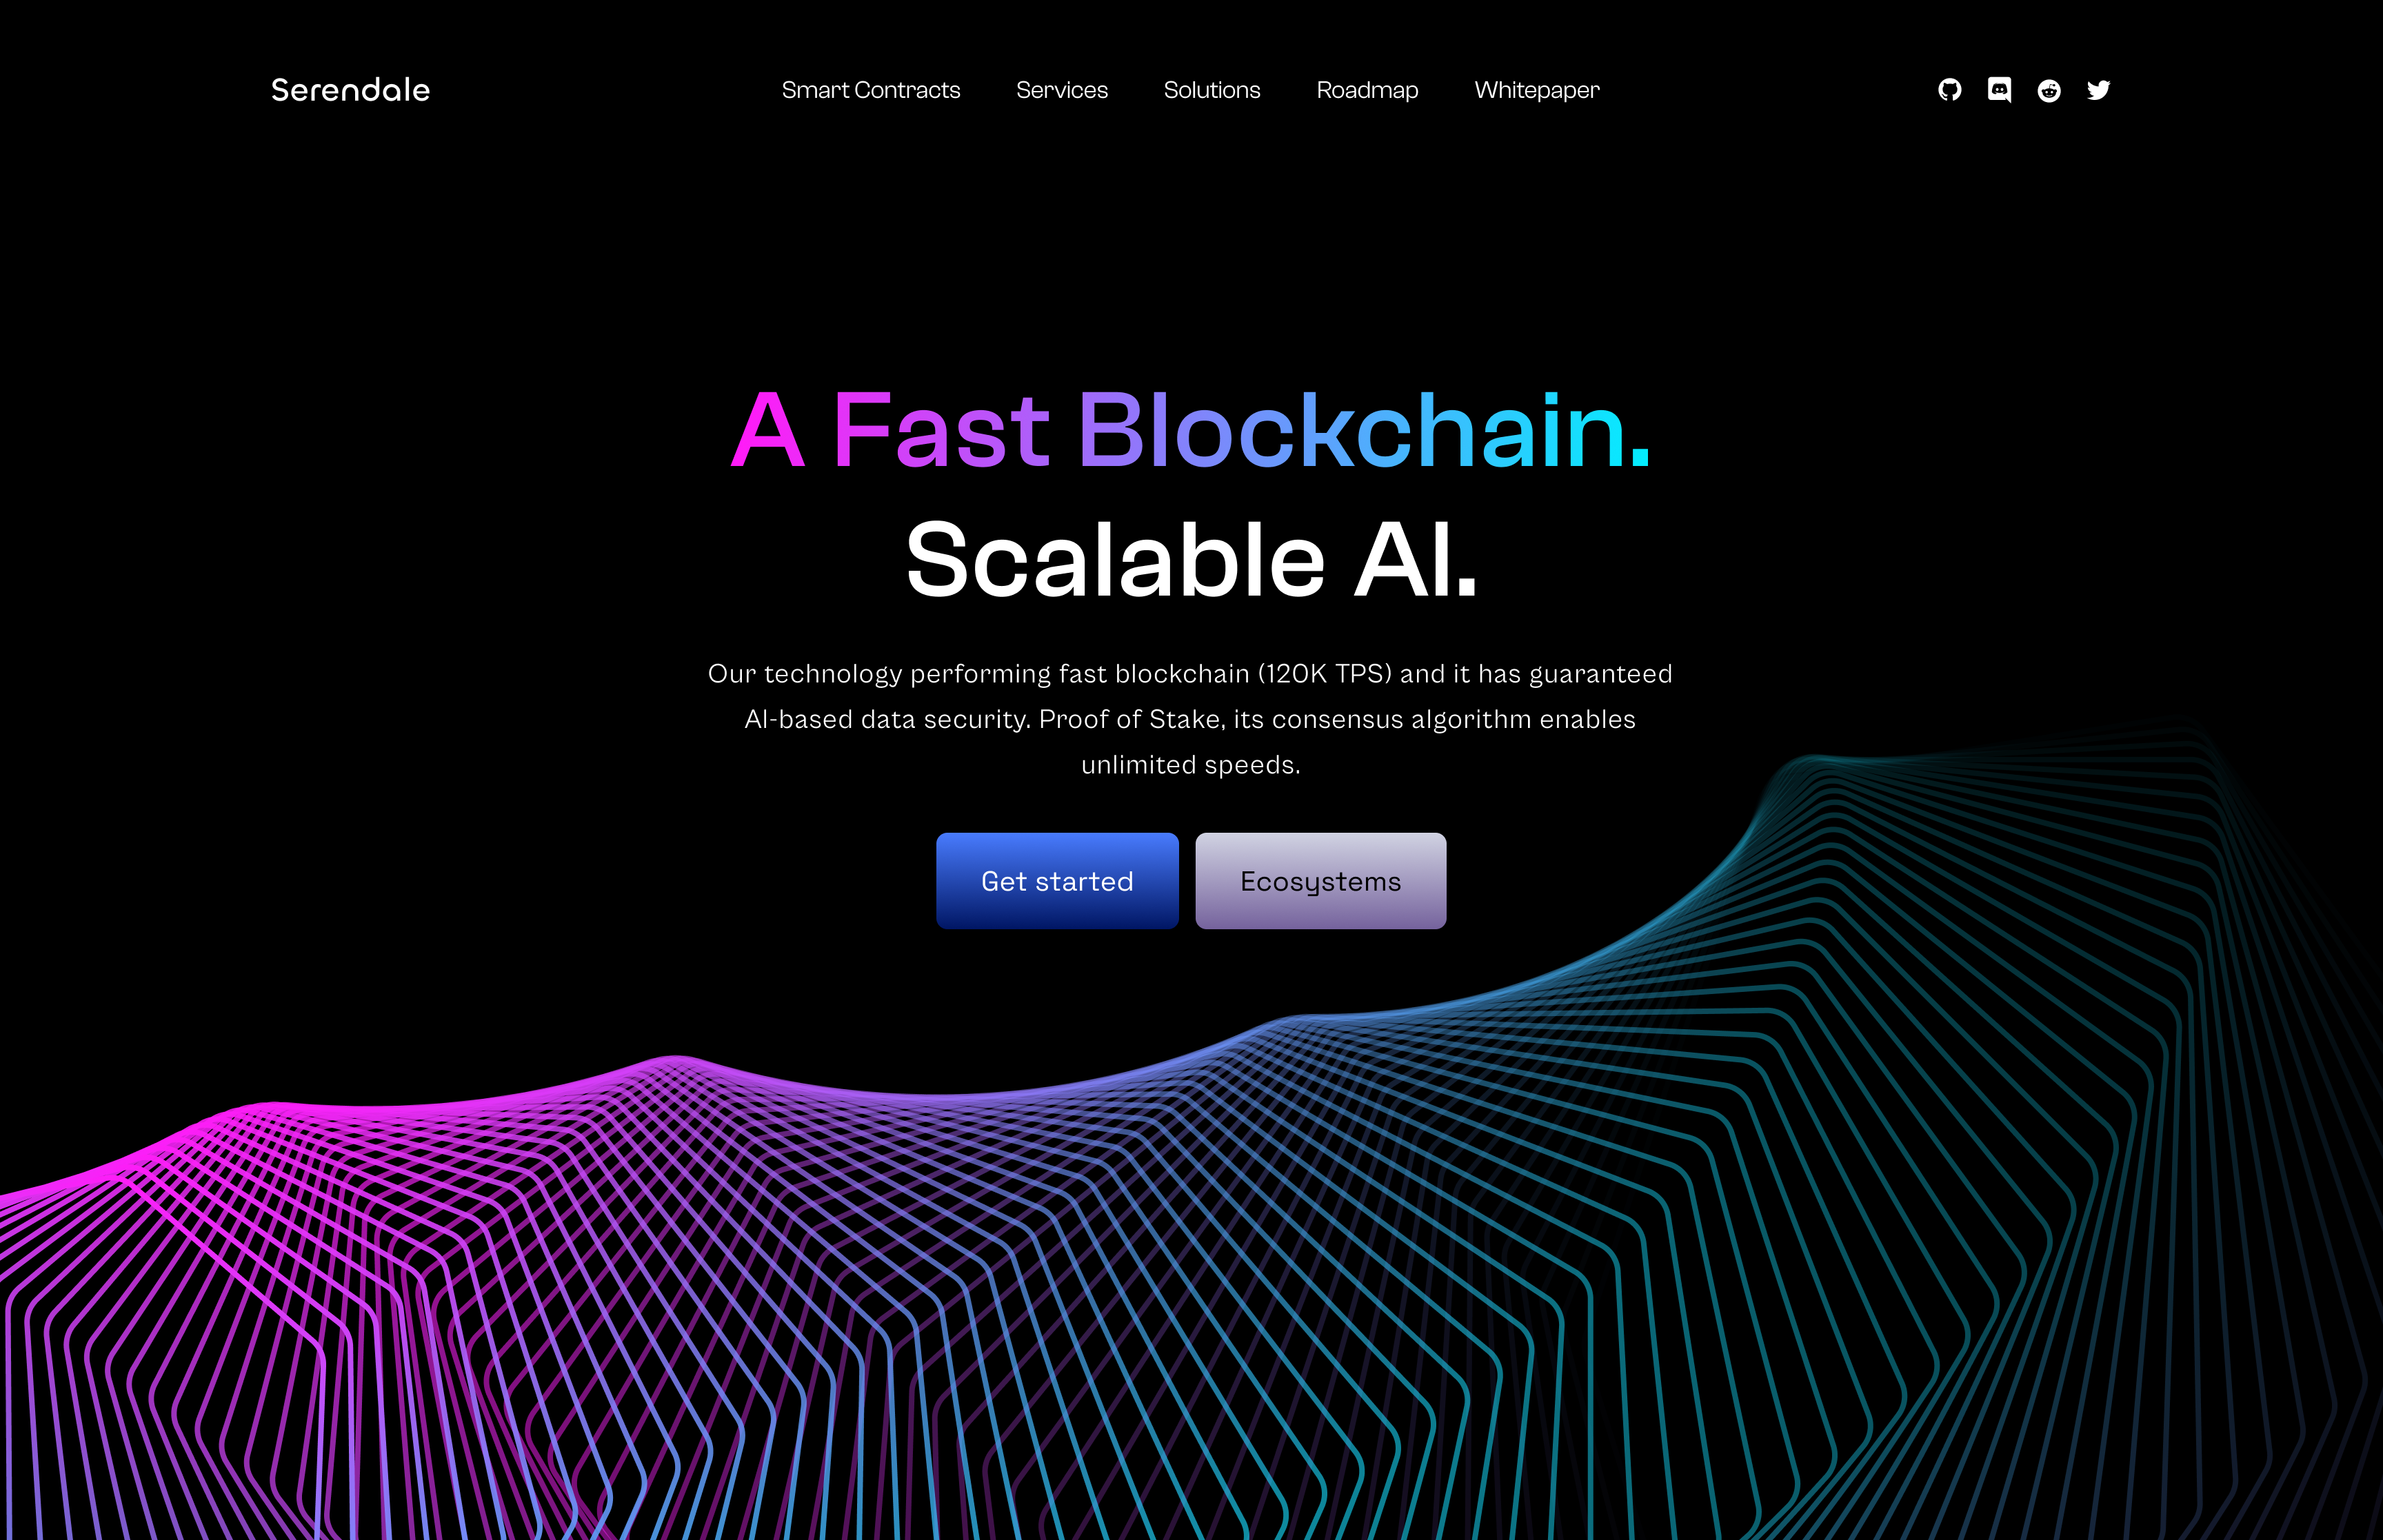 Serendale
Smart Contracts Services Solutions Roadmap Whitepaper
A Fast Blockchain.
Scalable AI.
Our technology performing fast blockchain (120K TPS) and it has guaranteed
AI-based data security. Proof of Stake, its consensus algorithm enables
unlimited speeds.
Get started Ecosystems